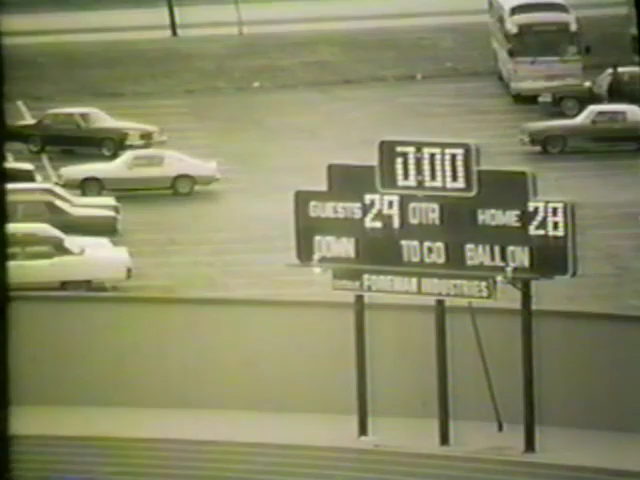 0:00
GUESTS 29 QTR HOME 28
DOWN TO GO BALL ON
FOREMAN INDUSTRIES